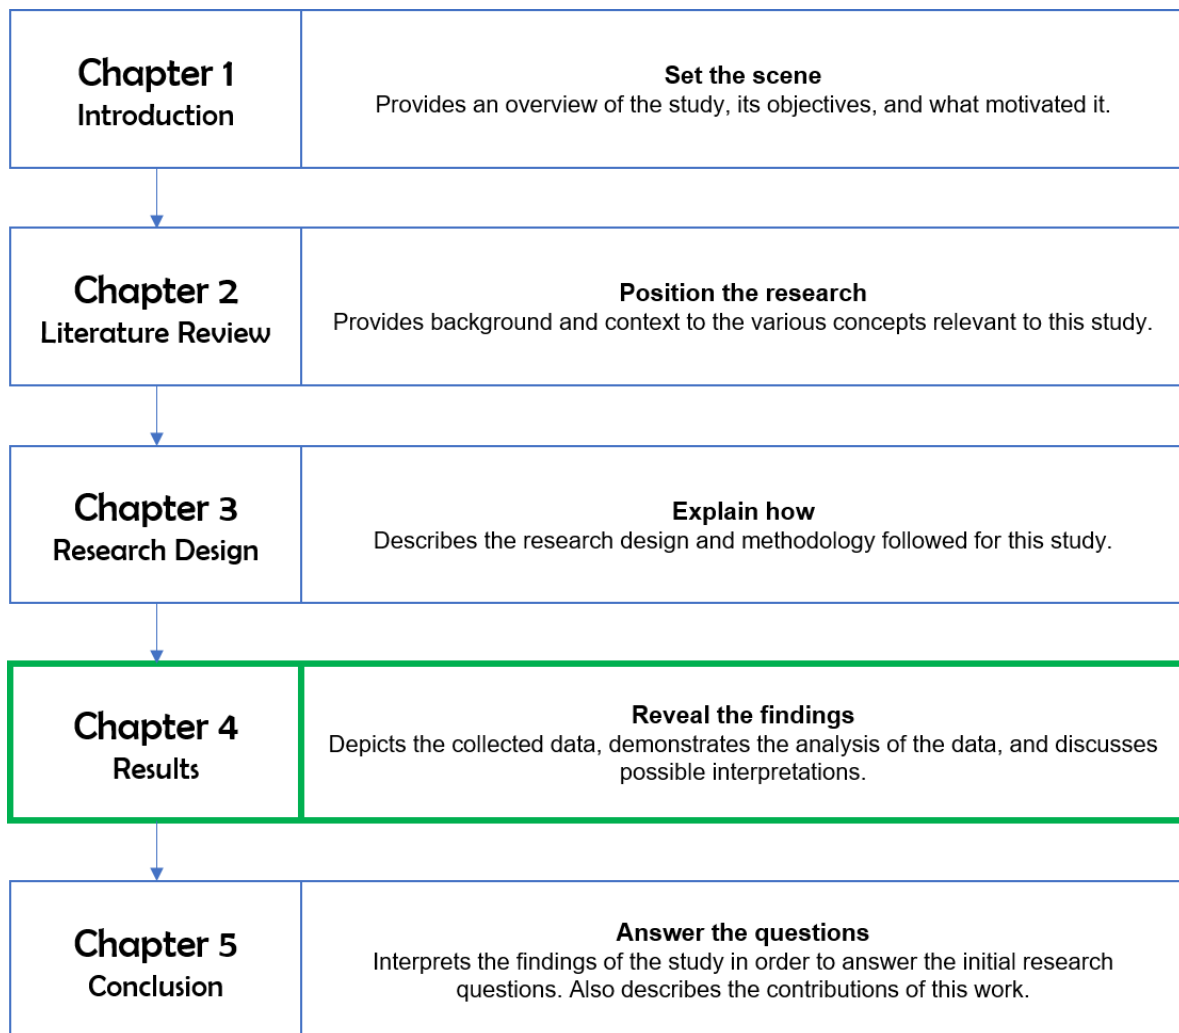 Chapter 1
Introduction
Set the scene
Provides an overview of the study, its objectives, and what motivated it.
Chapter 2
Literature Review
Position the research
Provides background and context to the various concepts relevant to this study.
Chapter 3
Research Design
Explain how
Describes the research design and methodology followed for this study.
Chapter 4
Results
Reveal the findings
Depicts the collected data, demonstrates the analysis of the data, and discusses
possible interpretations.
Chapter 5
Conclusion
Answer the questions
Interprets the findings of the study in order to answer the initial research
questions. Also describes the contributions of this work.